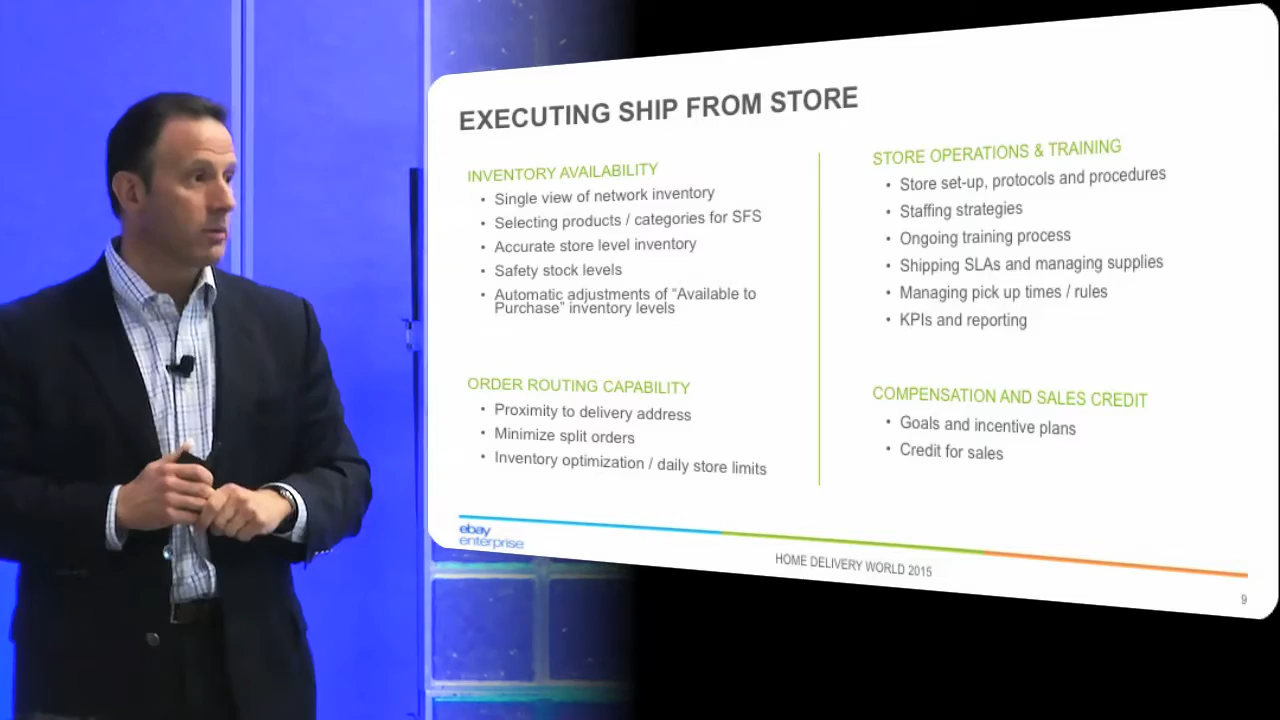 EXECUTING SHIP FROM STORE
INVENTORY AVAILABILITY
• Single view of network inventory
• Selecting products / categories for SFS
• Accurate store level inventory
• Safety stock levels
• Automatic adjustments of “Available to
Purchase” inventory levels
ORDER ROUTING CAPABILITY
• Proximity to delivery address
• Minimize split orders
• Inventory optimization / daily store limits
STORE OPERATIONS & TRAINING
• Store set-up, protocols and procedures
• Staffing strategies
• Ongoing training process
• Shipping SLAs and managing supplies
• Managing pick up times / rules
• KPIs and reporting
COMPENSATION AND SALES CREDIT
• Goals and incentive plans
• Credit for sales
ebay
enterprise
HOME DELIVERY WORLD 2015
9